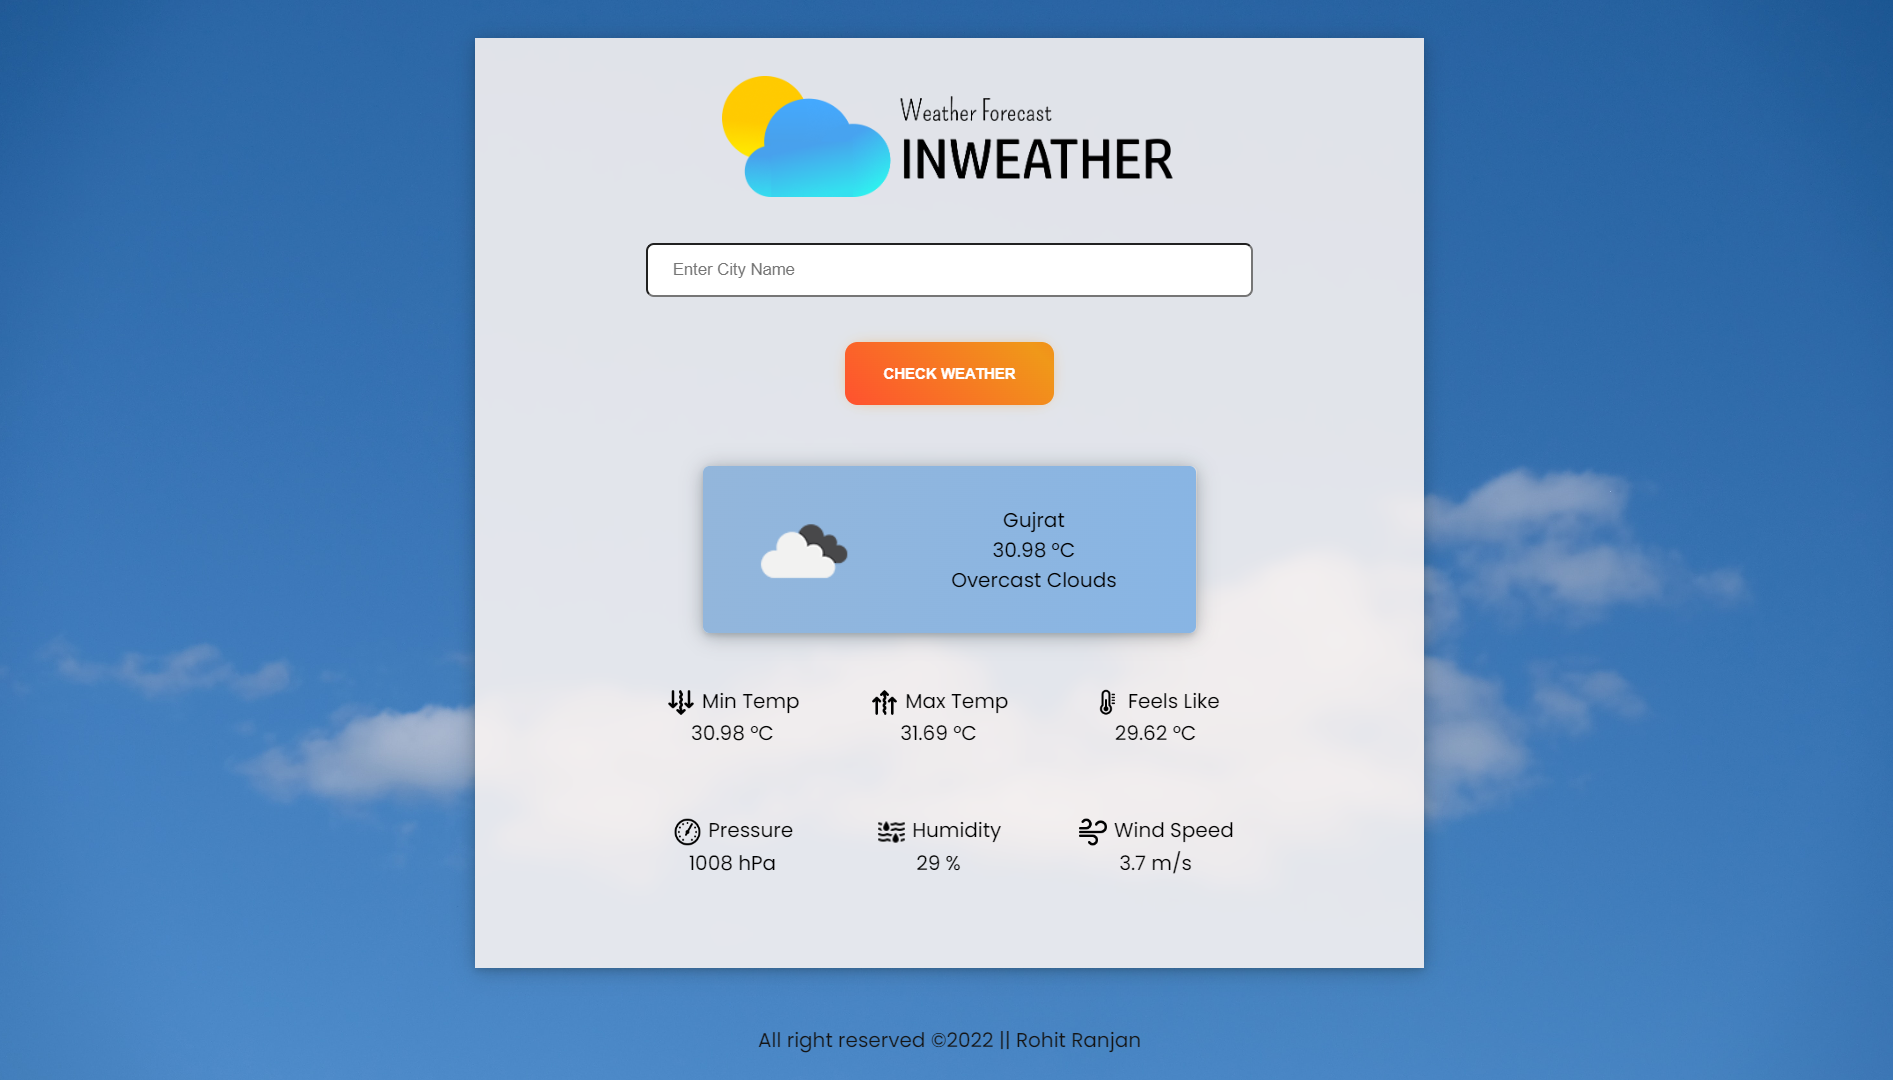 Weather Forecast
INWEATHER
Enter City Name
CHECK WEATHER
Gujrat
30.98 °C
Overcast Clouds
Min Temp
30.98 °C
Max Temp
31.69 °C
Feels Like
29.62 °C
Pressure
1008 hPa
Humidity
29 %
Wind Speed
3.7 m/s
All right reserved ©2022 || Rohit Ranjan